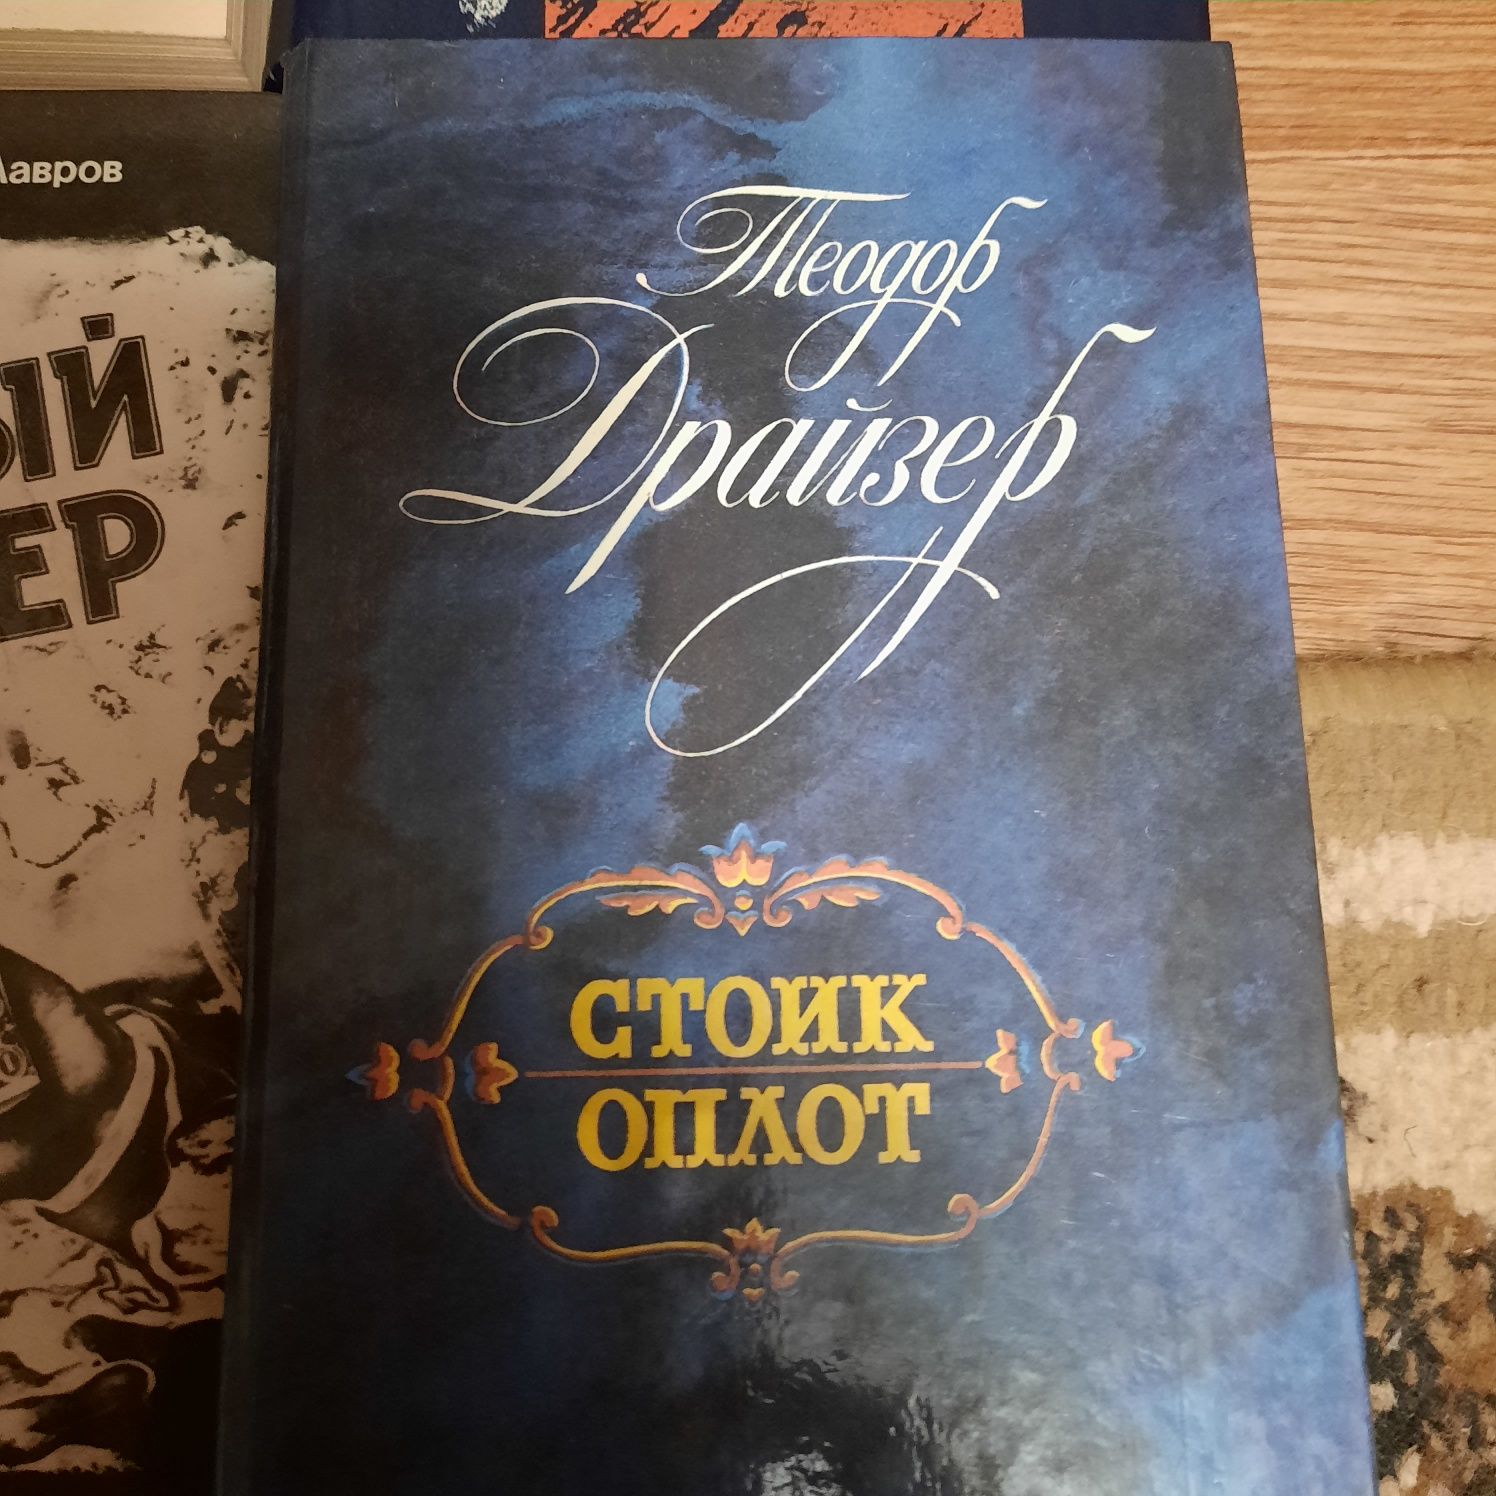 Лавров
ЫЙ
ЕР
Теодор
Драйзер
СТОИК
ОПЛОТ